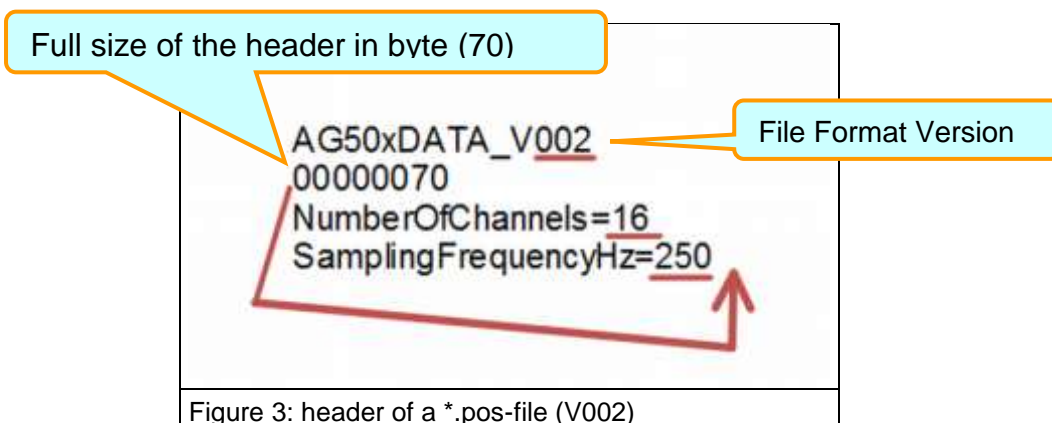 Full size of the header in byte (70)
AG50xDATA_V002
File Format Version
00000070
NumberOfChannels=16
SamplingFrequencyHz=250
Figure 3: header of a *.pos-file (V002)